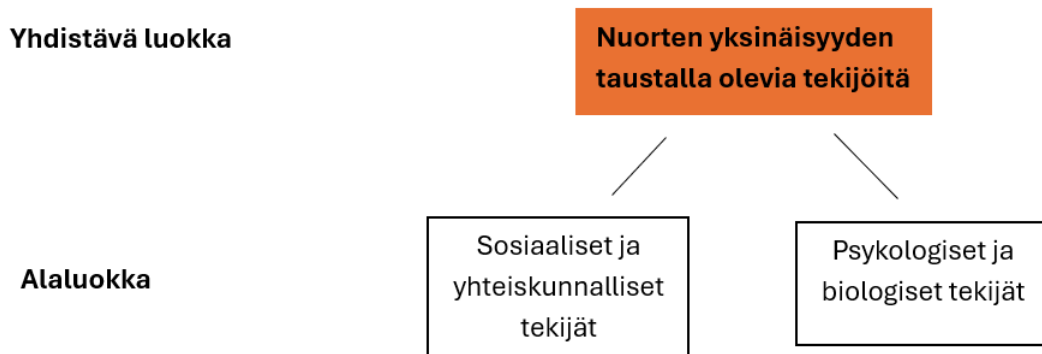 Yhdistävä luokka
Nuorten yksinäisyyden
taustalla olevia tekijöitä
Alaluokka
Sosiaaliset ja
yhteiskunnalliset
tekijät
Psykologiset ja
biologiset tekijät